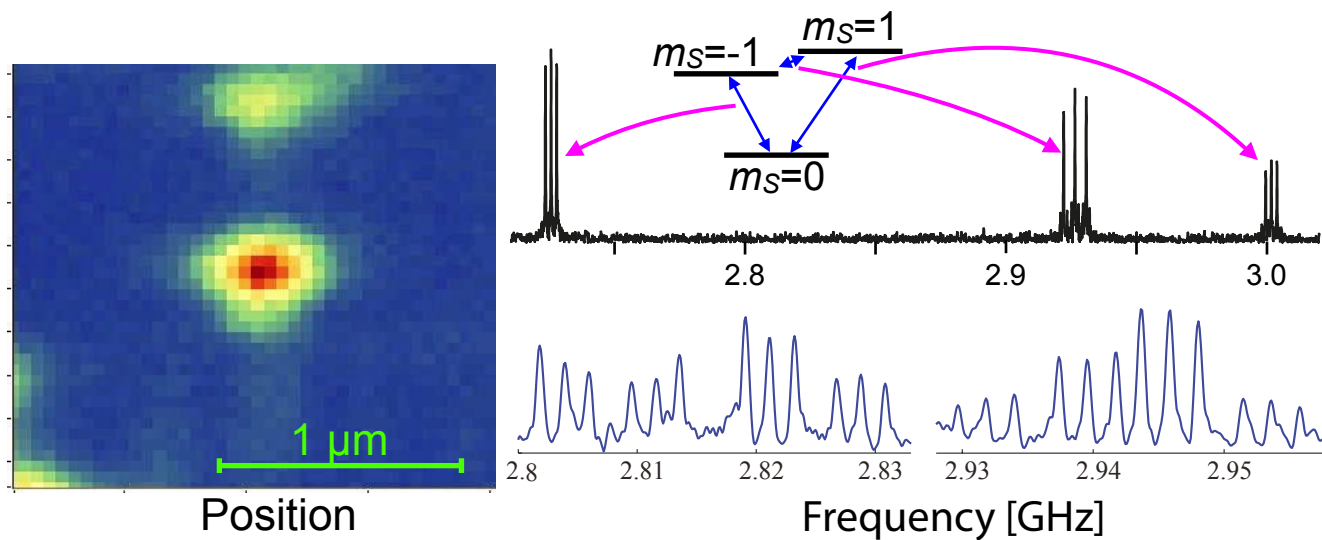 1 µm
Position
mS=-1
mS=1
mS=0
2.8
2.9
3.0
2.8
2.81
2.82
2.83
2.93
2.94
2.95
Frequency [GHz]